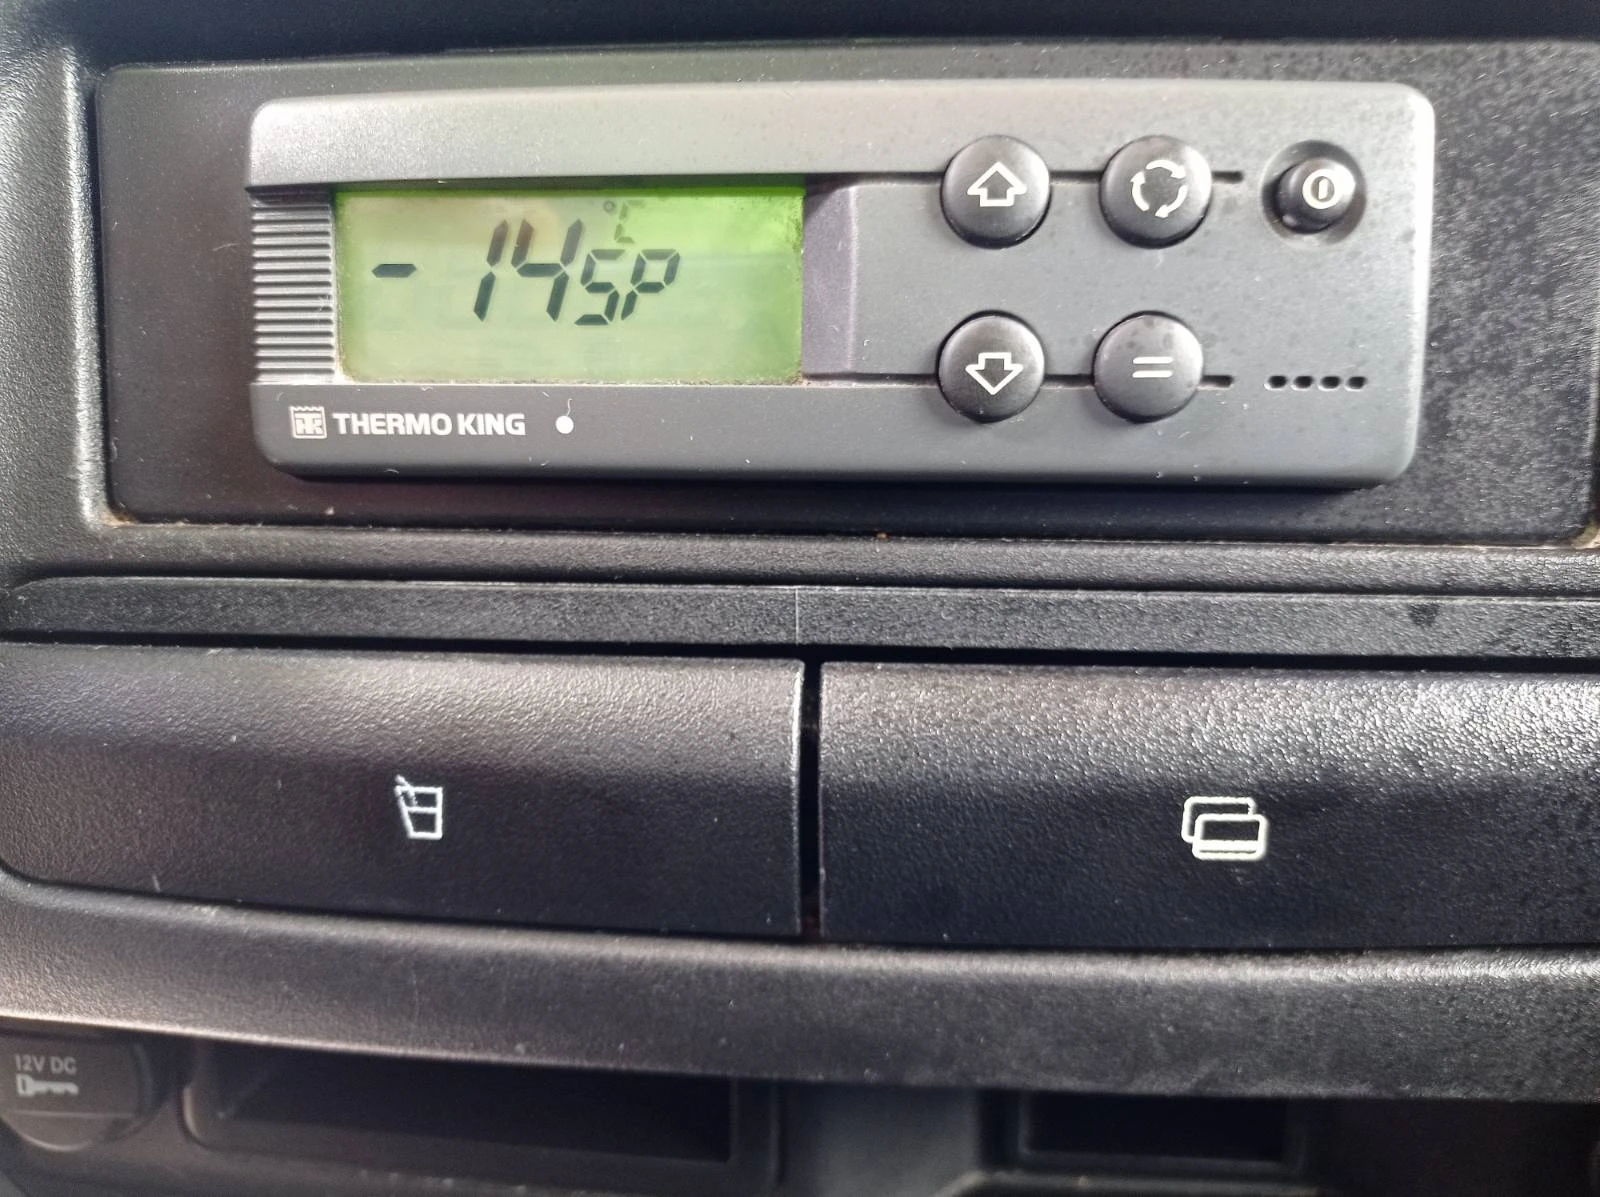 °C
- 14SP
THERMO KING
12V DC